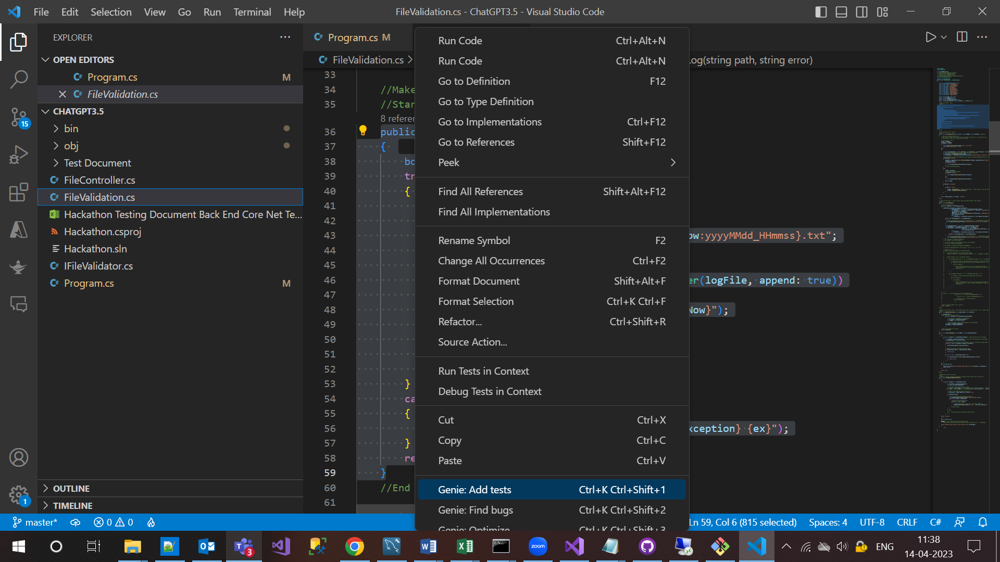 File Edit Selection View Go Run Terminal Help
FileValidation.cs - ChatGPT3.5 - Visual Studio Code
EXPLORER
OPEN EDITORS
Program.cs M
FileValidation.cs
CHATGPT3.5
bin
obj
Test Document
FileController.cs
FileValidation.cs
Hackathon Testing Document Back End Core Net Te...
Hackathon.csproj
Hackathon.sln
IFileValidator.cs
Program.cs M
OUTLINE
TIMELINE
15
1
Program.cs M
FileValidation.cs
Log(string path, string error)
33
34 //Make
35 //Star
8 refere
36 public
37 {
38
39 tr
40 {
41
42
43 ow:yyyyMMdd_HHmmss}.txt";
44
45
46 er(logFile, append: true))
47
48 Now}");
49
50
51
52
53 }
54 ca
55 {
56 xception} {ex}");
57 }
58 re
59 }
60 //End
61
Run Code Ctrl+Alt+N
Run Code Ctrl+Alt+N
Go to Definition F12
Go to Type Definition
Go to Implementations Ctrl+F12
Go to References Shift+F12
Peek
Find All References Shift+Alt+F12
Find All Implementations
Rename Symbol F2
Change All Occurrences Ctrl+F2
Format Document Shift+Alt+F
Format Selection Ctrl+K Ctrl+F
Refactor... Ctrl+Shift+R
Source Action...
Run Tests in Context
Debug Tests in Context
Cut Ctrl+X
Copy Ctrl+C
Paste Ctrl+V
Genie: Add tests Ctrl+K Ctrl+Shift+1
Genie: Find bugs Ctrl+K Ctrl+Shift+2
Genie: Optimize Ctrl+K Ctrl+Shift+3
master* 0 0
Ln 59, Col 6 (815 selected) Spaces: 4 UTF-8 CRLF C#
3
zoom
ENG
11:38
14-04-2023